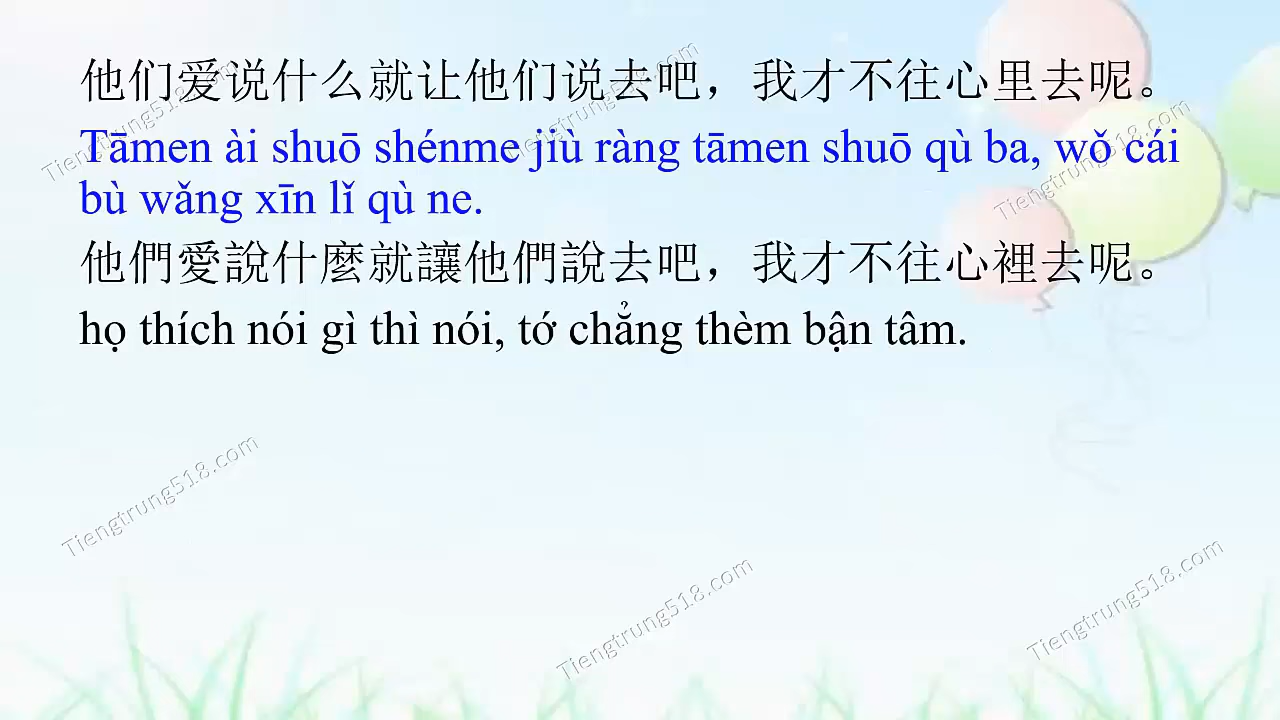 他们爱说什么就让他们说去吧，我才不往心里去呢。
Tāmen ài shuō shénme jiù ràng tāmen shuō qù ba, wǒ cái
bù wǎng xīn lǐ qù ne.
他們愛說什麼就讓他們說去吧，我才不往心裡去呢。
họ thích nói gì thì nói, tớ chẳng thèm bận tâm.
Tiengtrung518.com
Tiengtrung518.com
Tiengtrung518.com
Tiengtrung518.com
Tiengtrung518.com
Tiengtrung518.com